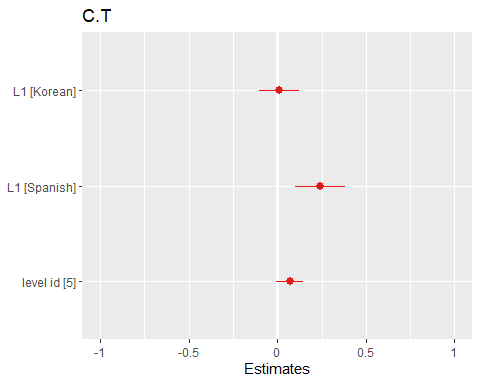 C.T
L1 [Korean]
L1 [Spanish]
level id [5]
-1 -0.5 0 0.5 1
Estimates